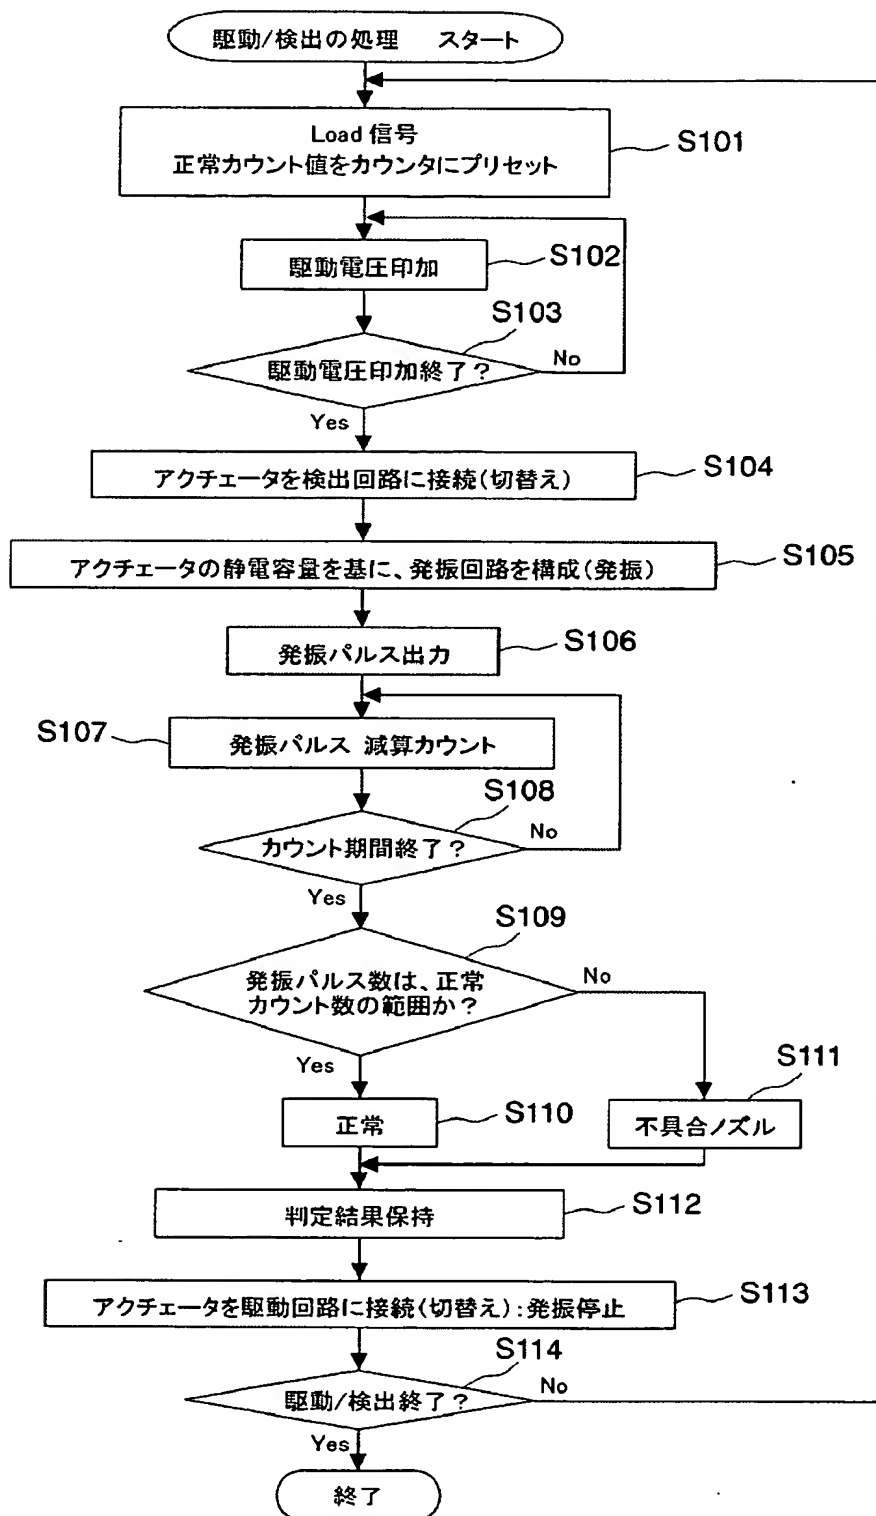 駆動/検出の処理 スタート
Load 信号
正常カウント値をカウンタにプリセット
S101
駆動電圧印加
S102
S103
駆動電圧印加終了？
No
Yes
アクチェータを検出回路に接続(切替え)
S104
アクチェータの静電容量を基に、発振回路を構成(発振)
S105
発振パルス出力
S106
S107
発振パルス 減算カウント
S108
カウント期間終了？
No
Yes
S109
発振パルス数は、正常
カウント数の範囲か？
No
Yes
正常
S110
S111
不具合ノズル
判定結果保持
S112
アクチェータを駆動回路に接続(切替え)：発振停止
S113
S114
駆動/検出終了？
No
Yes
終了